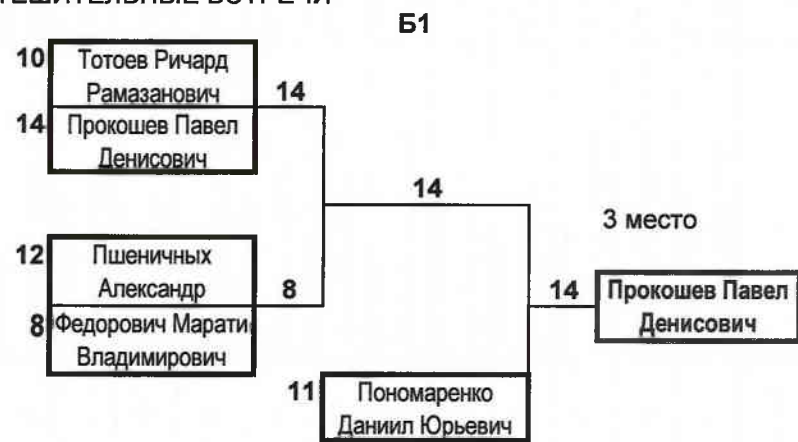 Б1
10 Тотоев Ричард
Рамазанович 14
14 Прокошев Павел
Денисович
14
12 Пшеничных
Александр 8
8 Федорович Марати
Владимирович
3 место
14 Прокошев Павел
Денисович
11 Пономаренко
Даниил Юрьевич